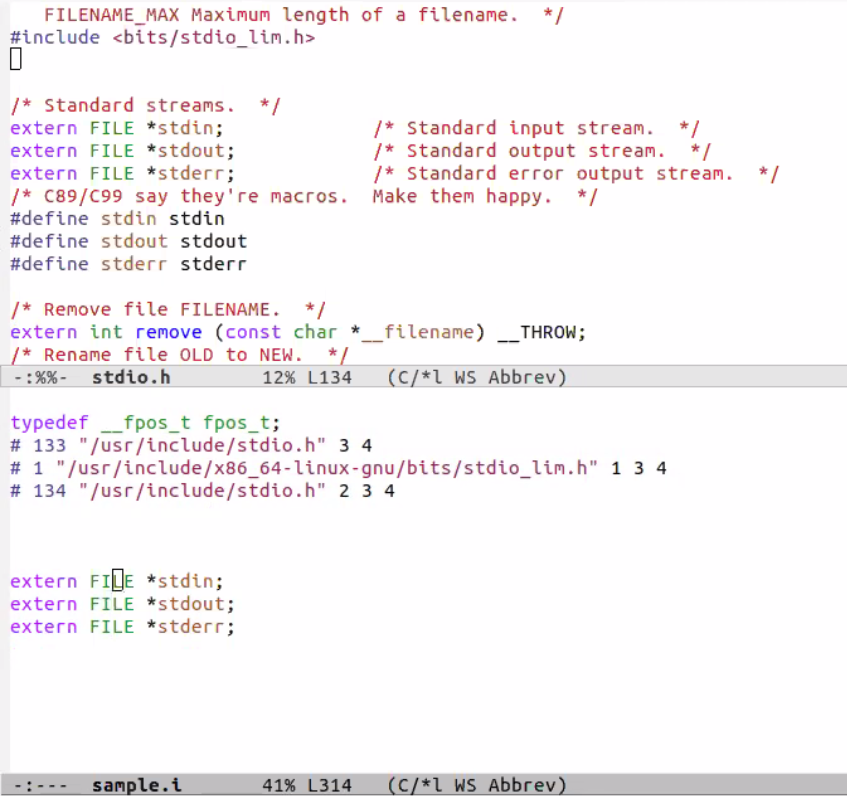 FILENAME_MAX Maximum length of a filename.  */
#include <bits/stdio_lim.h>
/* Standard streams.  */
extern FILE *stdin;             /* Standard input stream.  */
extern FILE *stdout;            /* Standard output stream.  */
extern FILE *stderr;            /* Standard error output stream.  */
/* C89/C99 say they're macros.  Make them happy.  */
#define stdin stdin
#define stdout stdout
#define stderr stderr
/* Remove file FILENAME.  */
extern int remove (const char *__filename) __THROW;
/* Rename file OLD to NEW.  */
-:%%-  stdio.h        12% L134   (C/*l WS Abbrev)
typedef __fpos_t fpos_t;
# 133 "/usr/include/stdio.h" 3 4
# 1 "/usr/include/x86_64-linux-gnu/bits/stdio_lim.h" 1 3 4
# 134 "/usr/include/stdio.h" 2 3 4
extern FILE *stdin;
extern FILE *stdout;
extern FILE *stderr;
-:---  sample.i       41% L314   (C/*l WS Abbrev)